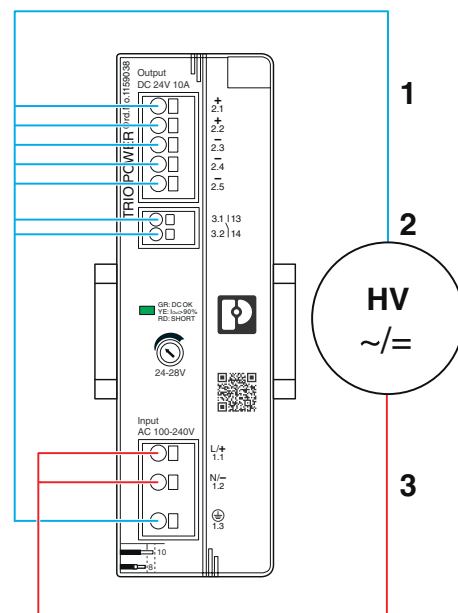 TRIO POWER Ord.No.1159038
Output
DC 24V 10A
+
2.1
+
2.2
–
2.3
–
2.4
–
2.5
3.1 13
3.2 14
GR: DC OK
YE: >90%
RD: SHORT
24-28V
Input
AC 100-240V
L/+
1.1
N/–
1.2
1.3
10
8
1
2
HV
~/=
3